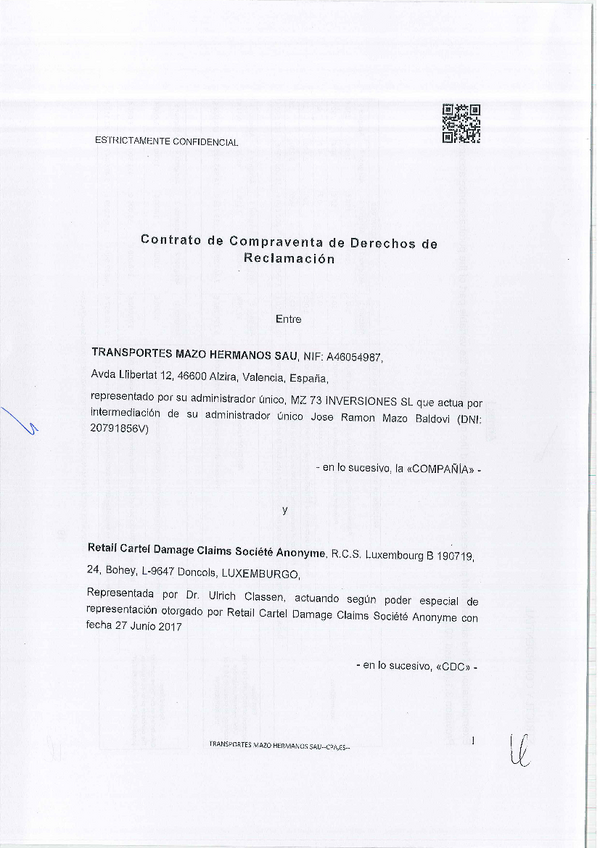 ESTRICTAMENTE CONFIDENCIAL
Contrato de Compraventa de Derechos de
Reclamación
Entre
TRANSPORTES MAZO HERMANOS SAU, NIF: A46054987,
Avda Llibertat 12, 46600 Alzira, Valencia, España,
representado por su administrador único, MZ 73 INVERSIONES SL que actua por
intermediación de su administrador único Jose Ramon Mazo Baldovi (DNI:
20791856V)
- en lo sucesivo, la «COMPAÑÍA» -
y
Retail Cartel Damage Claims Société Anonyme, R.C.S. Luxembourg B 190719,
24, Bohey, L-9647 Doncols, LUXEMBURGO,
Representada por Dr. Ulrich Classen, actuando según poder especial de
representación otorgado por Retail Cartel Damage Claims Société Anonyme con
fecha 27 Junio 2017
- en lo sucesivo, «CDC» -
TRANSPORTES MAZO HERMANOS SAU
1